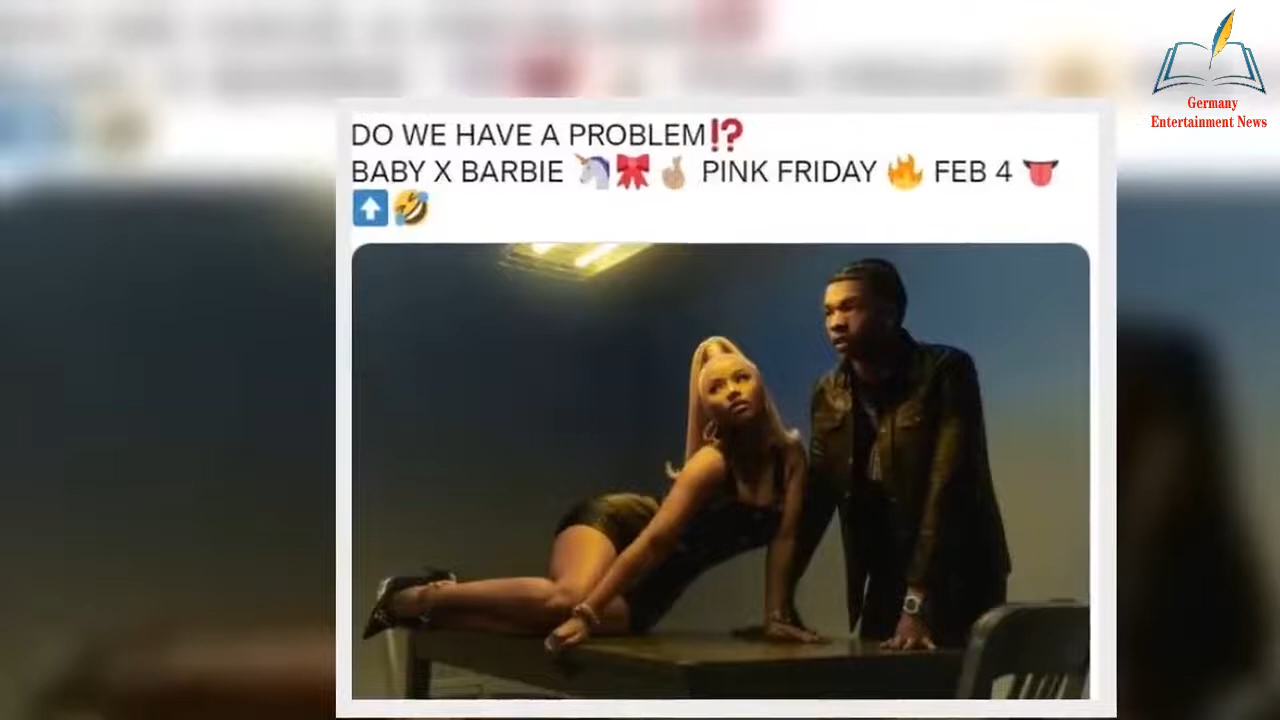 DO WE HAVE A PROBLEM⁉️
BABY X BARBIE 🦄🎀🤞🏼 PINK FRIDAY 🔥 FEB 4 👅
⬆️🤣
Germany
Entertainment News